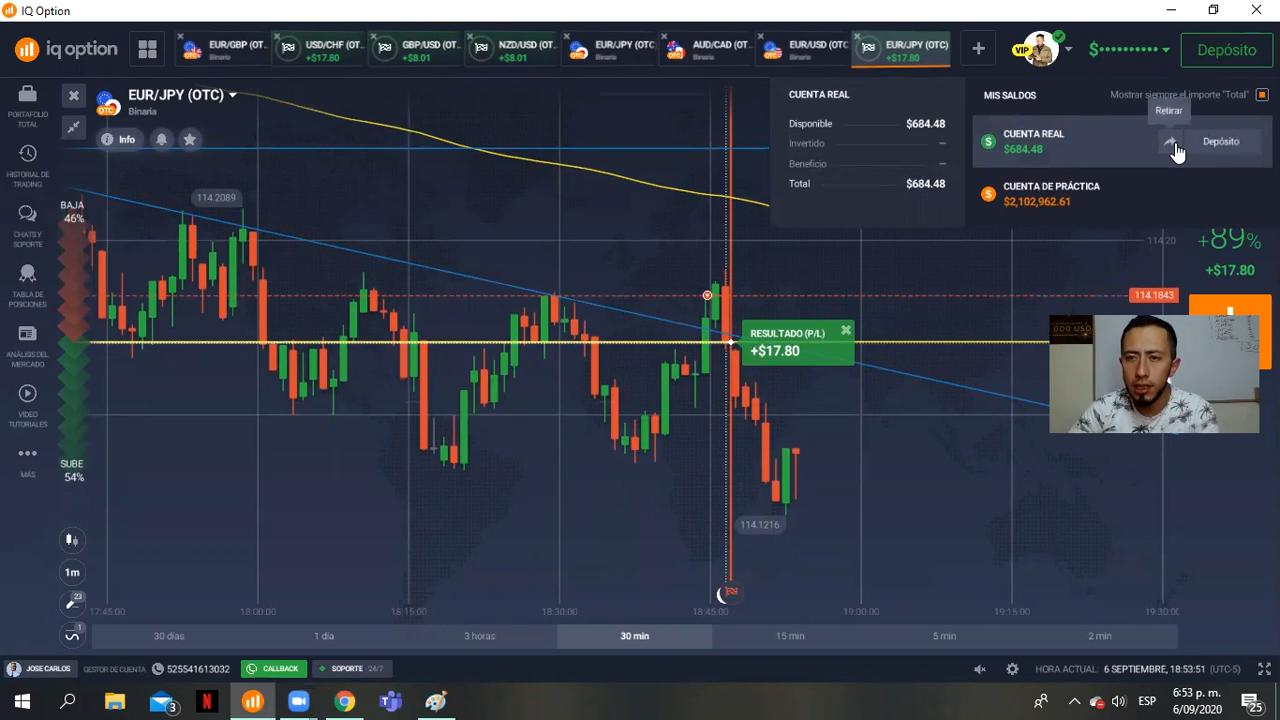 IQ Option
iq option
EUR/GBP (OT...
Binaria
USD/CHF (OT...
+$17.80
GBP/USD (OT...
+$8.01
NZD/USD (OT...
+$8.01
EUR/JPY (OTC
Binaria
AUD/CAD (OT...
Binaria
EUR/USD (OT...
Binaria
EUR/JPY (OTC)
+$17.80
VIP
Depósito
PORTAFOLIO TOTAL
HISTORIAL DE TRADING
CHATS Y SOPORTE
TABLA DE POSICIONES
ANÁLISIS DEL MERCADO
VIDEO TUTORIALES
MÁS
EUR/JPY (OTC)
Binaria
OTC
Info
BAJA
46%
SUBE
54%
114.2089
CUENTA REAL
Disponible $684.48
Invertido –
Beneficio –
Total $684.48
MIS SALDOS
Mostrar siempre el importe "Total"
Retirar
CUENTA REAL
$684.48
Depósito
CUENTA DE PRÁCTICA
$2,102,962.61
114.20
+89%
+$17.80
114.1843
RESULTADO (P/L)
+$17.80
000 USD
114.1216
1m
23
1
17:45:00 18:00:00 18:15:00 18:30:00 18:45:00 19:00:00 19:15:00 19:30:00
30 días 1 día 3 horas 30 min 15 min 5 min 2 min
JOSE CARLOS
GESTOR DE CUENTA
525541613032
CALLBACK
SOPORTE 24/7
HORA ACTUAL: 6 SEPTIEMBRE, 18:53:51 (UTC-5)
3
ESP
6:53 p. m.
6/09/2020
25